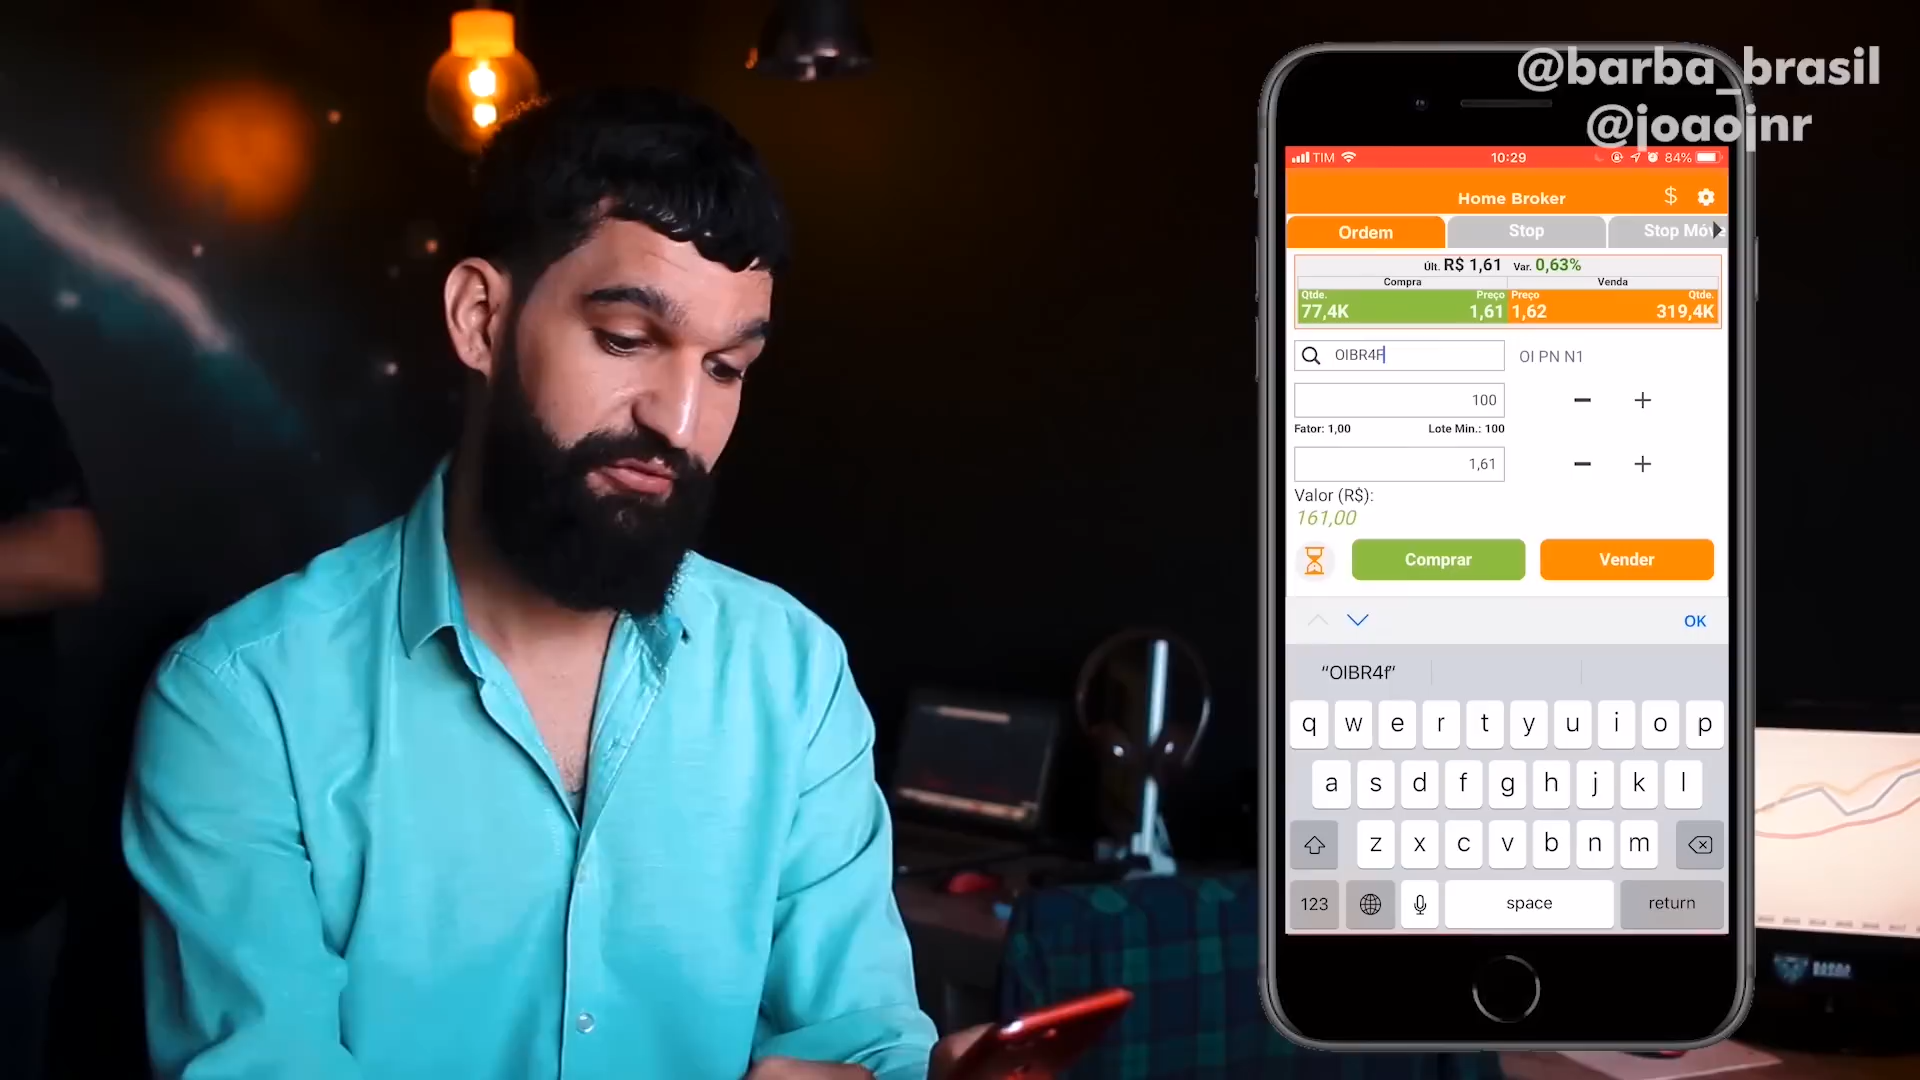 @barba_brasil
@joaojnr
TIM 10:29 84%
Home Broker $
Ordem Stop Stop Móve
Últ. R$ 1,61 Var. 0,63%
Compra Venda
Qtde. Preço Preço Qtde.
77,4K 1,61 1,62 319,4K
OIBR4F OI PN N1
100 − +
Fator: 1,00 Lote Min.: 100
1,61 − +
Valor (R$):
161,00
Comprar Vender
OK
“OIBR4f”
q w e r t y u i o p
a s d f g h j k l
z x c v b n m
123 space return